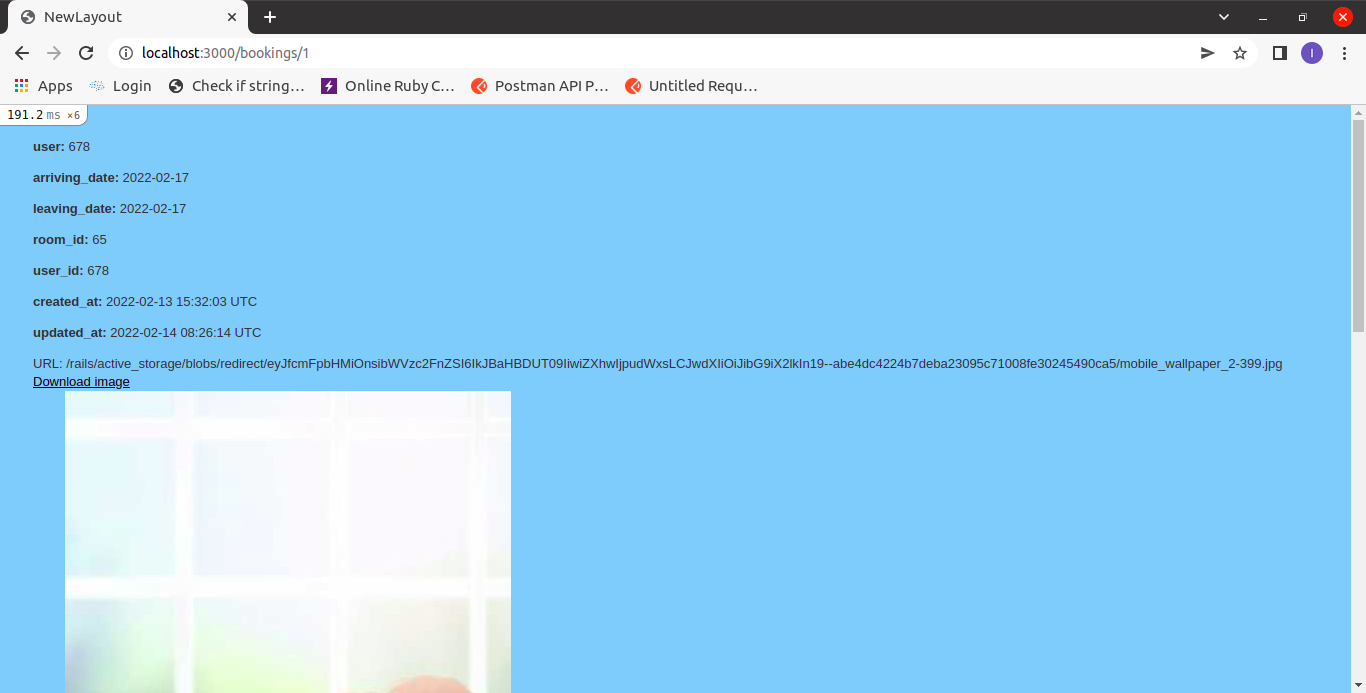 NewLayout
localhost:3000/bookings/1
I
Apps Login Check if string… Online Ruby C… Postman API P… Untitled Requ…
191.2 ms ×6
user: 678
arriving_date: 2022-02-17
leaving_date: 2022-02-17
room_id: 65
user_id: 678
created_at: 2022-02-13 15:32:03 UTC
updated_at: 2022-02-14 08:26:14 UTC
URL: /rails/active_storage/blobs/redirect/eyJfcmFpbHMiOnsibWVzc2FnZSI6IkJBaHBDUT09IiwiZXhwIjpudWxsLCJwdXIiOiJibG9iX2lkIn19--abe4dc4224b7deba23095c71008fe30245490ca5/mobile_wallpaper_2-399.jpg
Download image